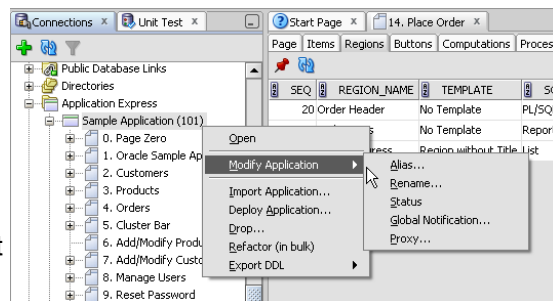 Connections x Unit Test x
Start Page x 14. Place Order x
Page Items Regions Buttons Computations Proces
Public Database Links
Directories
Application Express
Sample Application (101)
0. Page Zero
1. Oracle Sample Ap
2. Customers
3. Products
4. Orders
5. Cluster Bar
6. Add/Modify Produ
7. Add/Modify Custo
8. Manage Users
9. Reset Password
SEQ REGION_NAME TEMPLATE
20 Order Header No Template PL/SQ
No Template Report
Region without Title List
Open
Modify Application
Import Application...
Deploy Application...
Drop...
Refactor (in bulk)
Export DDL
Alias...
Rename...
Status
Global Notification...
Proxy...
t